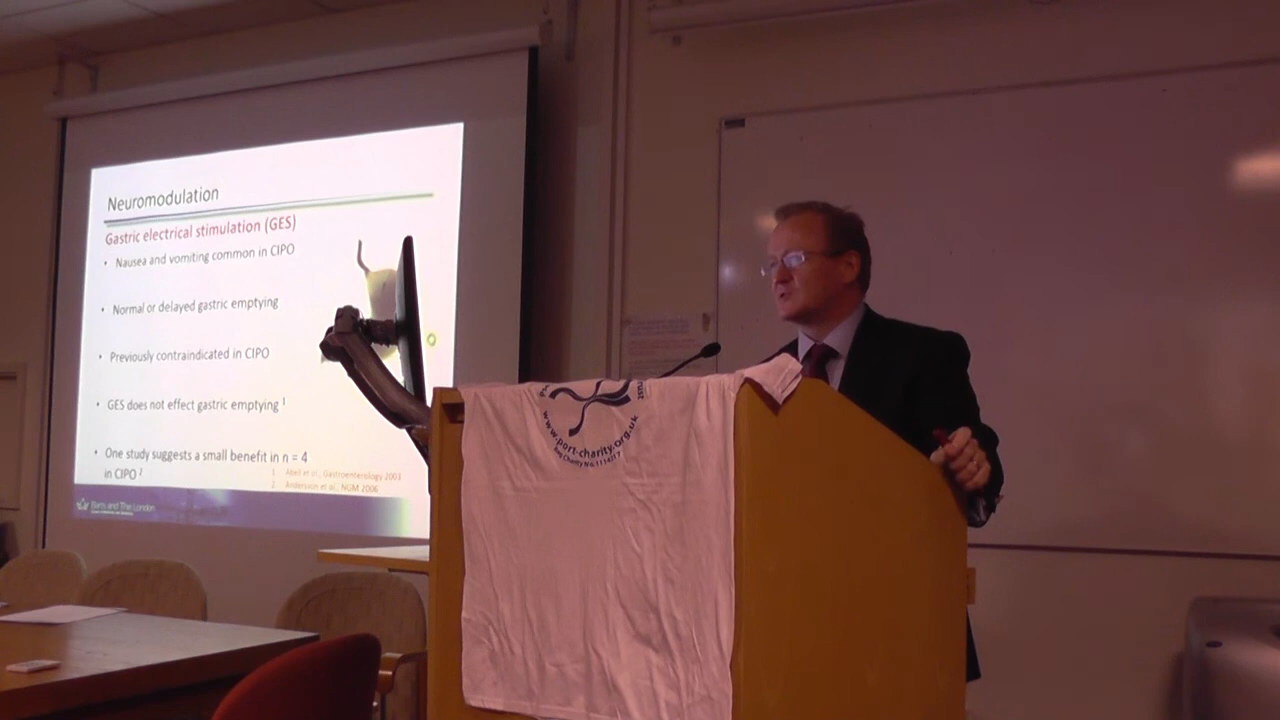 Neuromodulation
Gastric electrical stimulation (GES)
• Nausea and vomiting common in CIPO
• Normal or delayed gastric emptying
• Previously contraindicated in CIPO
• GES does not effect gastric emptying 1
• One study suggests a small benefit in n = 4
in CIPO 2
1. Abell et al., Gastroenterology 2003
2. Andersson et al., NGM 2006
Barts and The London
www.port-charity.org.uk